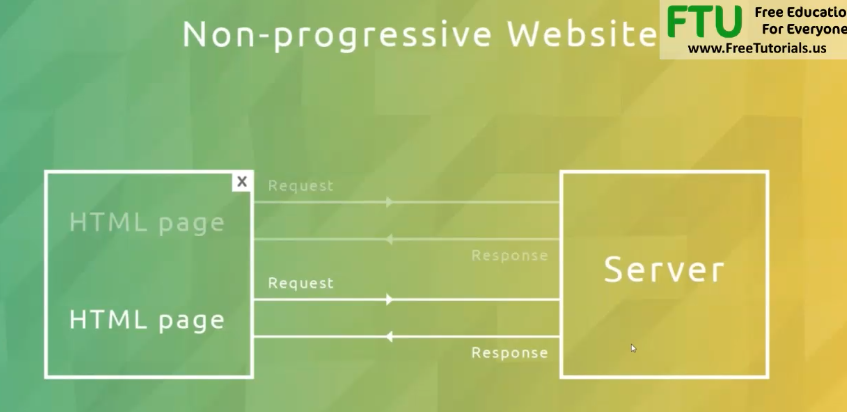 Non-progressive Website
FTU
Free Educatio
For Everyone
www.FreeTutorials.us
X
Request
HTML page
Response
Server
Request
HTML page
Response